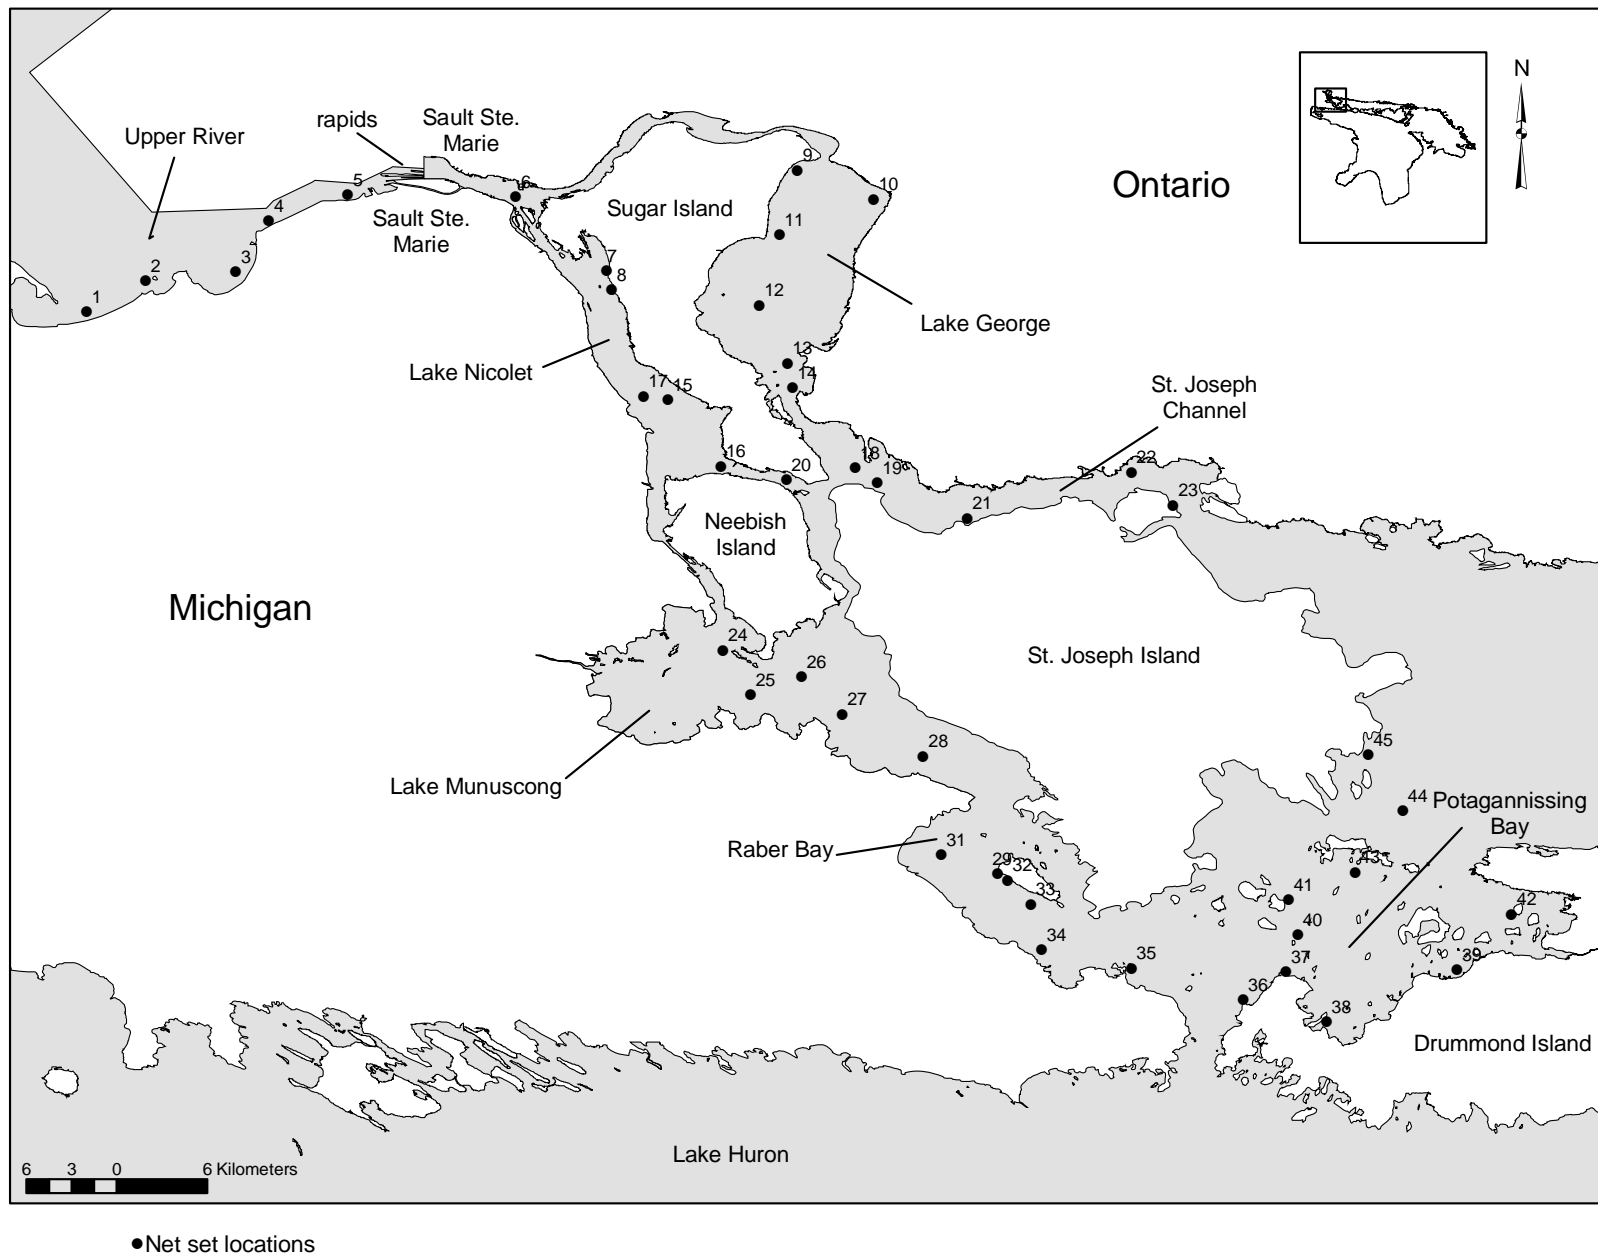 N
rapids
Sault Ste.
Marie
Upper River
9
5
6
10
Ontario
4
Sugar Island
Sault Ste.
Marie
11
3
2
7
8
1
12
Lake George
13
Lake Nicolet
14
17
15
St. Joseph
Channel
16
20
18
19
22
21
23
Neebish
Island
Michigan
24
St. Joseph Island
26
25
27
28
45
Lake Munuscong
44
Potagannissing
Bay
31
Raber Bay
29
32
43
33
41
42
40
34
35
37
39
36
38
Drummond Island
Lake Huron
6
3
0
6 Kilometers
Net set locations